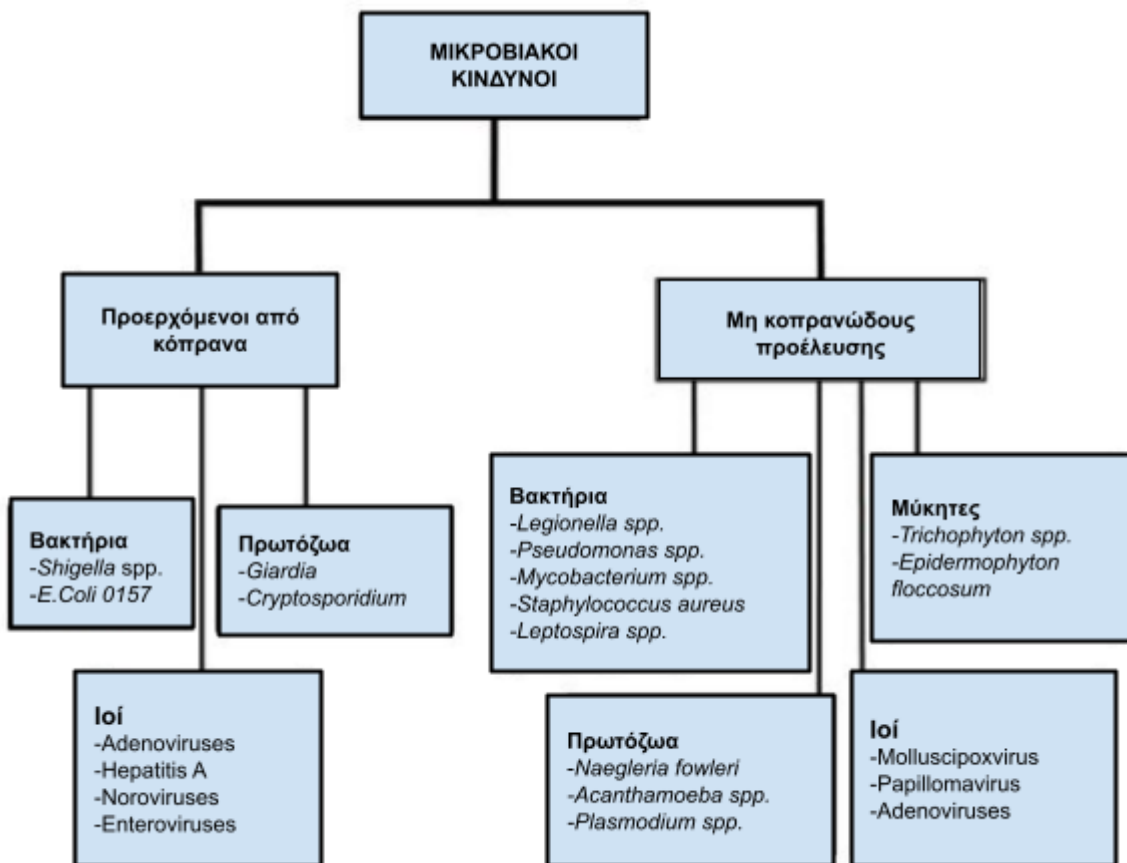 ΜΙΚΡΟΒΙΑΚΟΙ
ΚΙΝΔΥΝΟΙ
Προερχόμενοι από
κόπρανα
Μη κοπρανώδους
προέλευσης
Βακτήρια
-Shigella spp.
-E.Coli 0157
Πρωτόζωα
-Giardia
-Cryptosporidium
Ιοί
-Adenoviruses
-Hepatitis A
-Noroviruses
-Enteroviruses
Βακτήρια
-Legionella spp.
-Pseudomonas spp.
-Mycobacterium spp.
-Staphylococcus aureus
-Leptospira spp.
Μύκητες
-Trichophyton spp.
-Epidermophyton
floccosum
Πρωτόζωα
-Naegleria fowleri
-Acanthamoeba spp.
-Plasmodium spp.
Ιοί
-Molluscipoxvirus
-Papillomavirus
-Adenoviruses